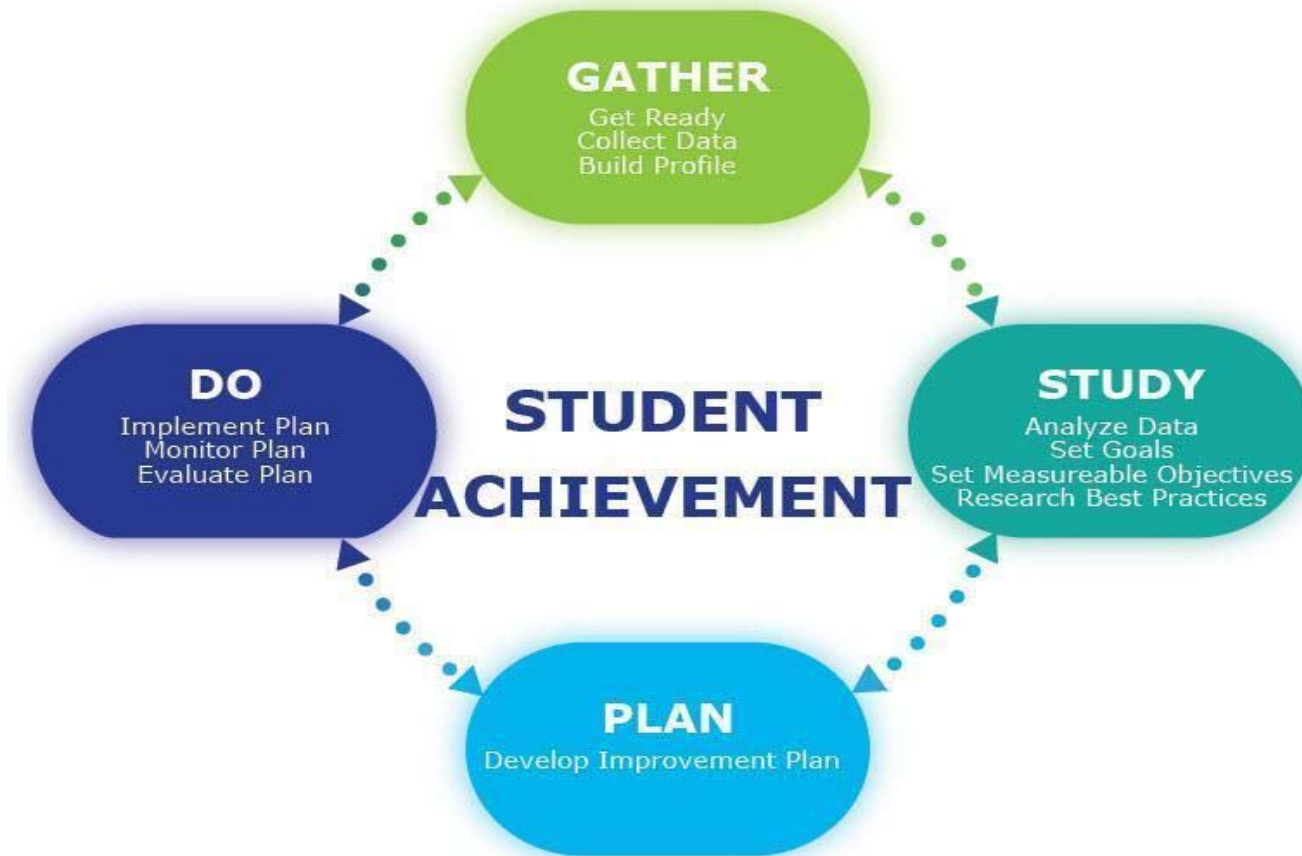 GATHER
Get Ready
Collect Data
Build Profile
DO
Implement Plan
Monitor Plan
Evaluate Plan
STUDENT
ACHIEVEMENT
STUDY
Analyze Data
Set Goals
Set Measureable Objectives
Research Best Practices
PLAN
Develop Improvement Plan